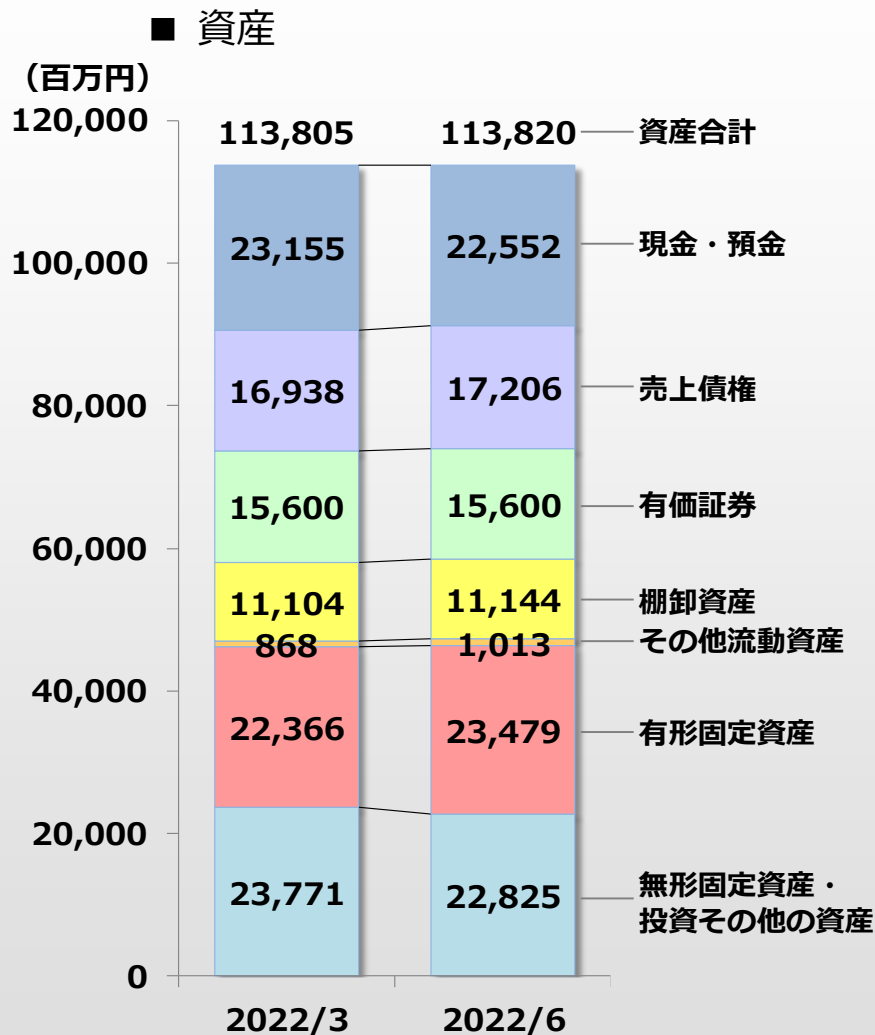 ■ 資産
（百万円）
120,000
113,805
113,820
資産合計
23,155
22,552
現金・預金
100,000
16,938
17,206
売上債権
80,000
15,600
15,600
有価証券
60,000
11,104
11,144
棚卸資産
868
1,013
その他流動資産
40,000
22,366
23,479
有形固定資産
20,000
23,771
22,825
無形固定資産・
投資その他の資産
0
2022/3
2022/6